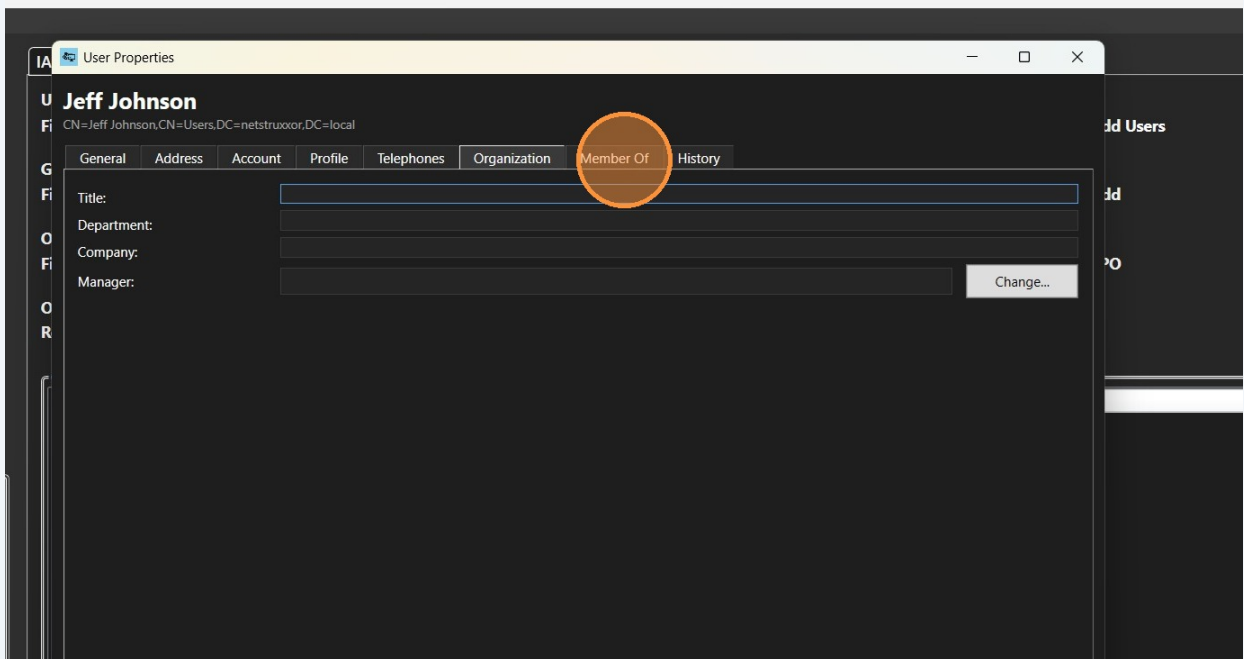 User Properties
IA
Jeff Johnson
CN=Jeff Johnson,CN=Users,DC=netstruxxor,DC=local
dd Users
General Address Account Profile Telephones Organization Member Of History
Title:
dd
Department:
Company:
PO
Manager:
Change...